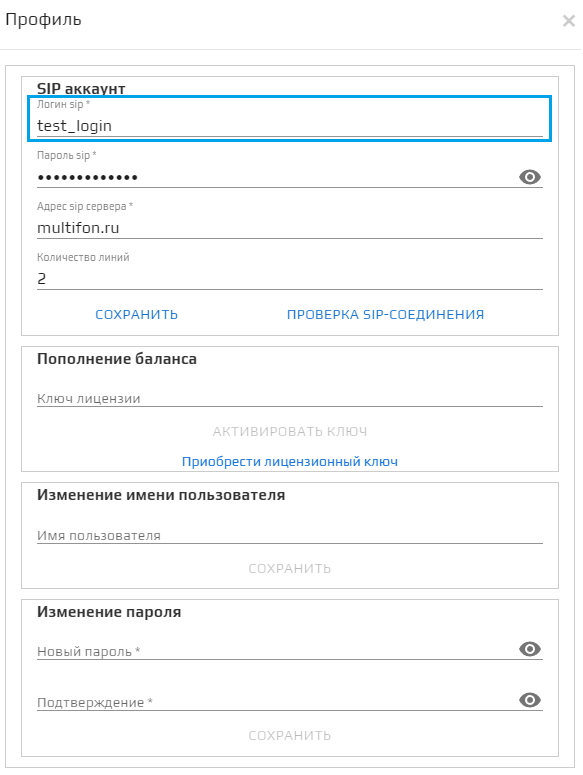 Профиль
SIP аккаунт
Логин sip *
test_login
Пароль sip *
•••••••••••••
Адрес sip сервера *
multifon.ru
Количество линий
2
СОХРАНИТЬ ПРОВЕРКА SIP-СОЕДИНЕНИЯ
Пополнение баланса
Ключ лицензии
АКТИВИРОВАТЬ КЛЮЧ
Приобрести лицензионный ключ
Изменение имени пользователя
Имя пользователя
СОХРАНИТЬ
Изменение пароля
Новый пароль *
Подтверждение *
СОХРАНИТЬ